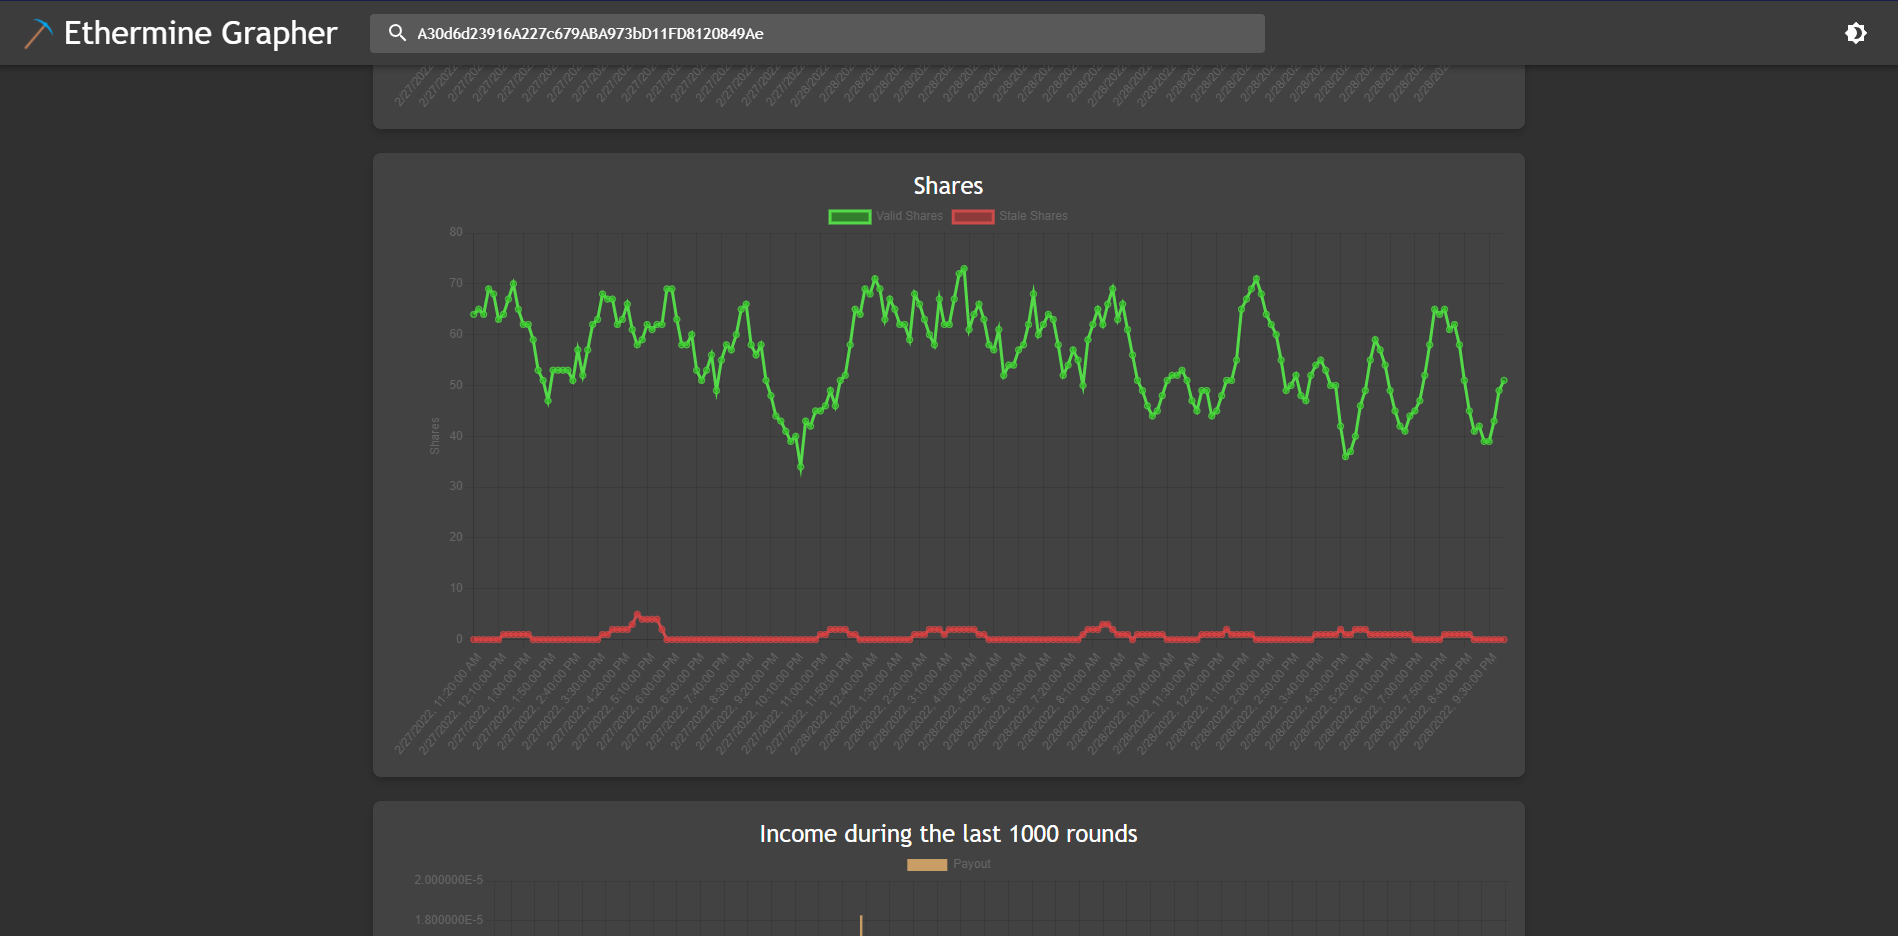 Ethermine Grapher
A30d6d23916A227c679ABA973bD11FD8120849Ae
Shares
Valid Shares Stale Shares
80
70
60
50
40
30
20
10
0
Shares
2/27/2022, 11:20:00 AM
2/27/2022, 12:10:00 PM
2/27/2022, 1:00:00 PM
2/27/2022, 1:50:00 PM
2/27/2022, 2:40:00 PM
2/27/2022, 3:30:00 PM
2/27/2022, 4:20:00 PM
2/27/2022, 5:10:00 PM
2/27/2022, 6:00:00 PM
2/27/2022, 6:50:00 PM
2/27/2022, 7:40:00 PM
2/27/2022, 8:30:00 PM
2/27/2022, 9:20:00 PM
2/27/2022, 10:10:00 PM
2/27/2022, 11:00:00 PM
2/27/2022, 11:50:00 PM
2/28/2022, 12:40:00 AM
2/28/2022, 1:30:00 AM
2/28/2022, 2:20:00 AM
2/28/2022, 3:10:00 AM
2/28/2022, 4:00:00 AM
2/28/2022, 4:50:00 AM
2/28/2022, 5:40:00 AM
2/28/2022, 6:30:00 AM
2/28/2022, 7:20:00 AM
2/28/2022, 8:10:00 AM
2/28/2022, 9:00:00 AM
2/28/2022, 9:50:00 AM
2/28/2022, 10:40:00 AM
2/28/2022, 11:30:00 AM
2/28/2022, 12:20:00 PM
2/28/2022, 1:10:00 PM
2/28/2022, 2:00:00 PM
2/28/2022, 2:50:00 PM
2/28/2022, 3:40:00 PM
2/28/2022, 4:30:00 PM
2/28/2022, 5:20:00 PM
2/28/2022, 6:10:00 PM
2/28/2022, 7:00:00 PM
2/28/2022, 7:50:00 PM
2/28/2022, 8:40:00 PM
2/28/2022, 9:30:00 PM
Income during the last 1000 rounds
Payout
2.000000E-5
1.800000E-5